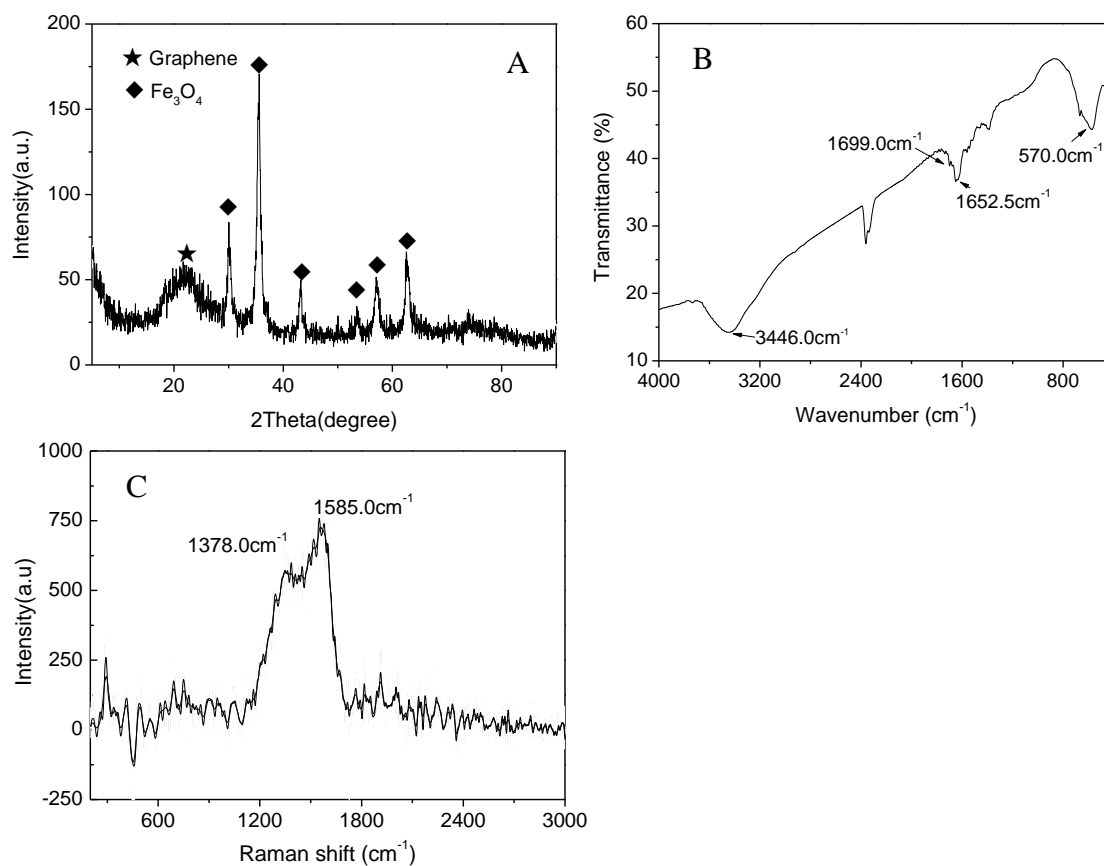 A
★ Graphene
◆ Fe₃O₄
Intensity(a.u.)
200
150
100
50
0
20
40
60
80
2Theta(degree)
B
Transmittance (%)
60
50
40
30
20
10
1699.0cm⁻¹
1652.5cm⁻¹
570.0cm⁻¹
3446.0cm⁻¹
4000
3200
2400
1600
800
Wavenumber (cm⁻¹)
C
1585.0cm⁻¹
1378.0cm⁻¹
Intensity(a.u)
1000
750
500
250
0
-250
600
1200
1800
2400
3000
Raman shift (cm⁻¹)